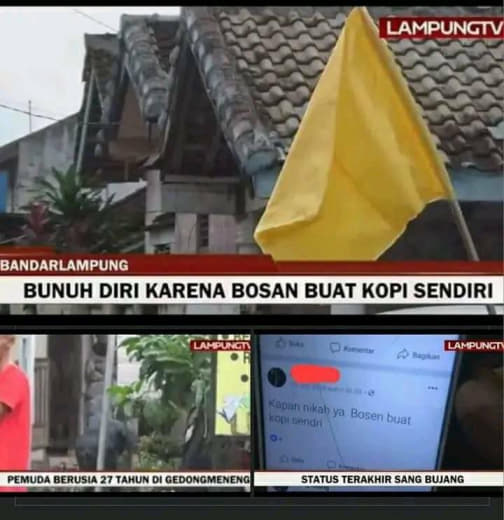 LAMPUNGTV
BANDARLAMPUNG
BUNUH DIRI KARENA BOSAN BUAT KOPI SENDIRI
LAMPUNGTV
PEMUDA BERUSIA 27 TAHUN DI GEDONGMENENG
LAMPUNGTV
Suka
Komentar
Bagikan
Kapan nikah ya. Bosen buat
kopi sendri
STATUS TERAKHIR SANG BUJANG